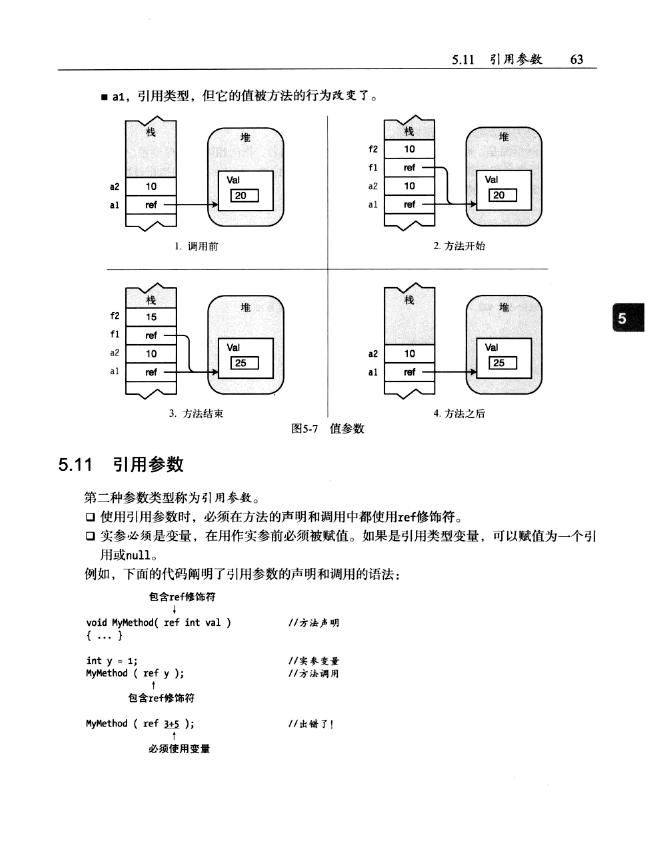 5.11 引用参数 63
■ a1，引用类型，但它的值被方法的行为改变了。
栈
堆
a2 10
a1 ref
Val
20
1. 调用前
栈
堆
f2 10
f1 ref
a2 10
a1 ref
Val
20
2. 方法开始
栈
堆
f2 15
f1 ref
a2 10
a1 ref
Val
25
3. 方法结束
栈
堆
a2 10
a1 ref
Val
25
4. 方法之后
5
图5-7 值参数
5.11 引用参数
第二种参数类型称为引用参数。
❑ 使用引用参数时，必须在方法的声明和调用中都使用ref修饰符。
❑ 实参必须是变量，在用作实参前必须被赋值。如果是引用类型变量，可以赋值为一个引
用或null。
例如，下面的代码阐明了引用参数的声明和调用的语法：
包含ref修饰符
↓
void MyMethod( ref int val ) //方法声明
{ ... }
int y = 1; //实参变量
MyMethod ( ref y ); //方法调用
↑
包含ref修饰符
MyMethod ( ref 3+5 ); //出错了!
↑
必须使用变量